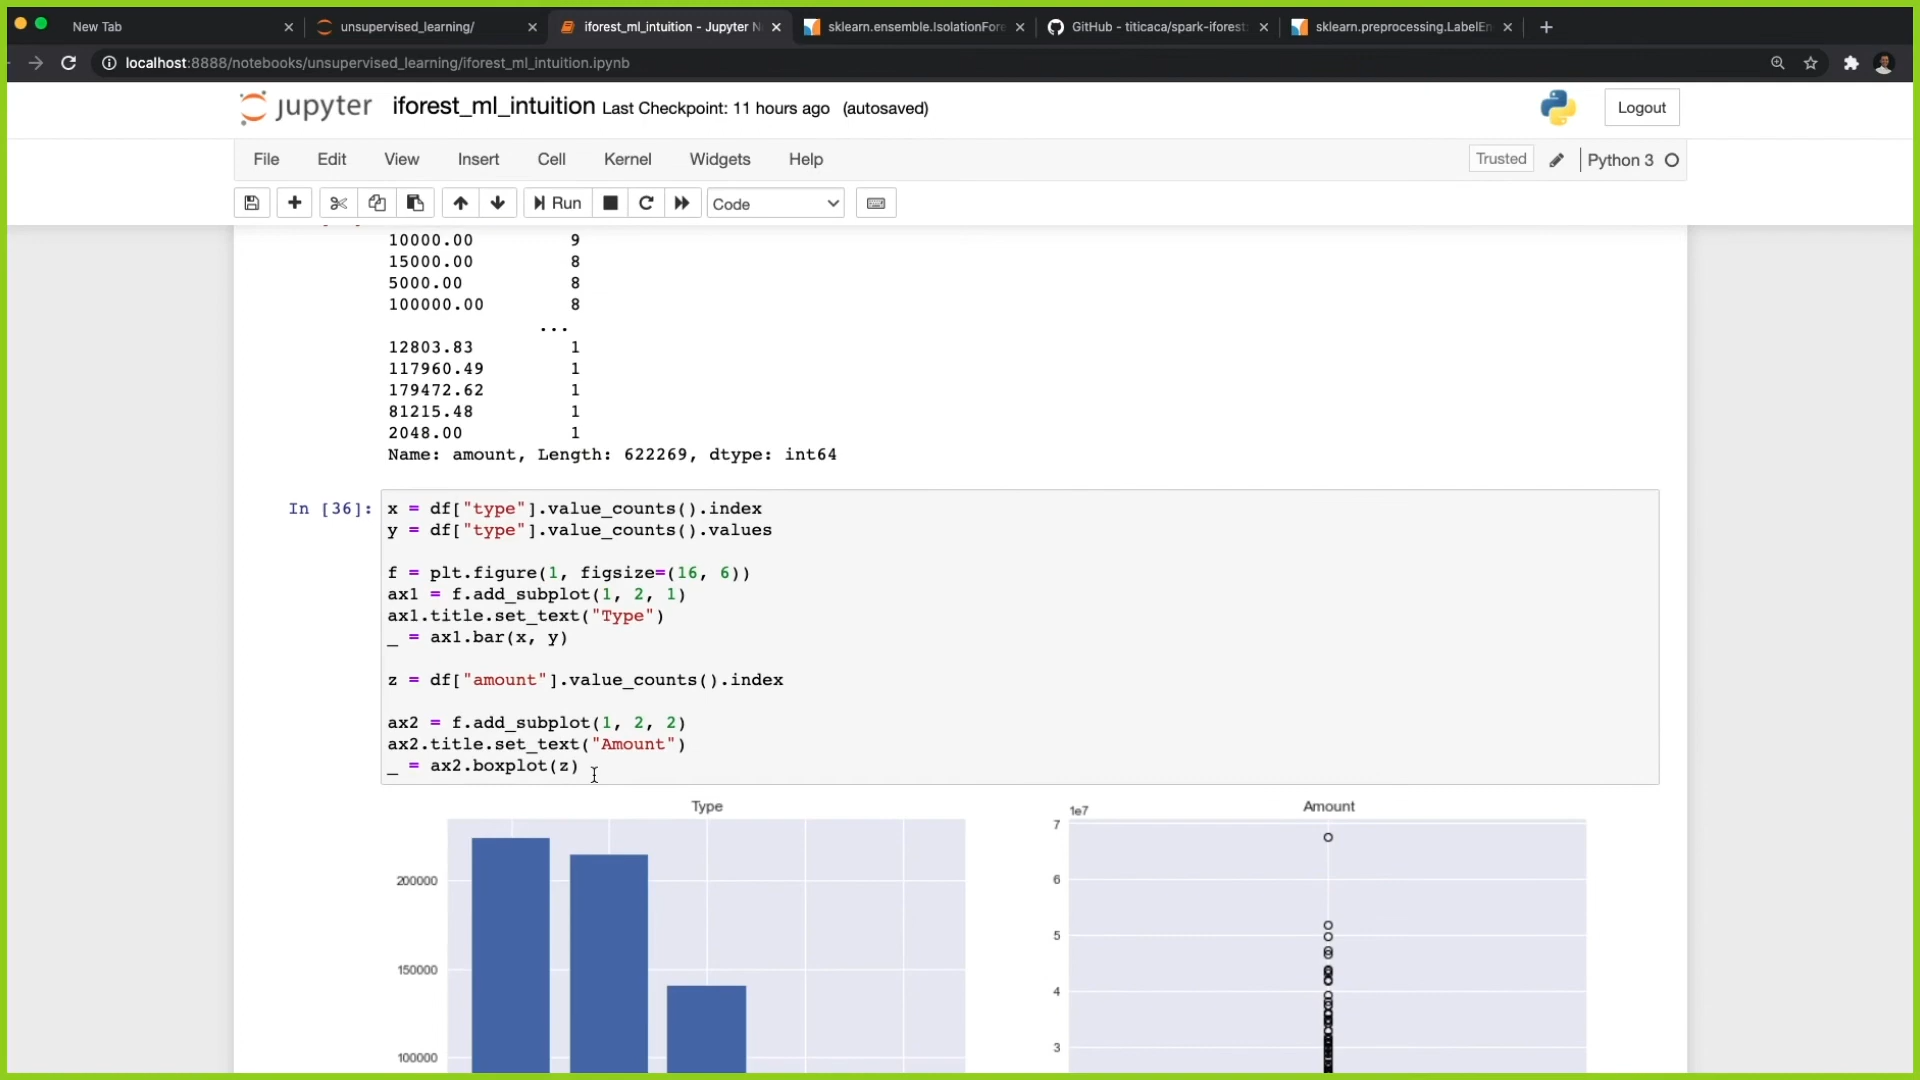 New Tab
unsupervised_learning/
iforest_ml_intuition - Jupyter N
sklearn.ensemble.IsolationFore
GitHub - titicaca/spark-iforest:
sklearn.preprocessing.LabelEn
localhost:8888/notebooks/unsupervised_learning/iforest_ml_intuition.ipynb
jupyter iforest_ml_intuition Last Checkpoint: 11 hours ago (autosaved)
Logout
File Edit View Insert Cell Kernel Widgets Help
Trusted
Python 3
Run
Code
10000.00 9
15000.00 8
5000.00 8
100000.00 8
...
12803.83 1
117960.49 1
179472.62 1
81215.48 1
2048.00 1
Name: amount, Length: 622269, dtype: int64
In [36]:
x = df["type"].value_counts().index
y = df["type"].value_counts().values
f = plt.figure(1, figsize=(16, 6))
ax1 = f.add_subplot(1, 2, 1)
ax1.title.set_text("Type")
_ = ax1.bar(x, y)
z = df["amount"].value_counts().index
ax2 = f.add_subplot(1, 2, 2)
ax2.title.set_text("Amount")
_ = ax2.boxplot(z)
Type
200000
150000
100000
Amount
1e7
7
6
5
4
3